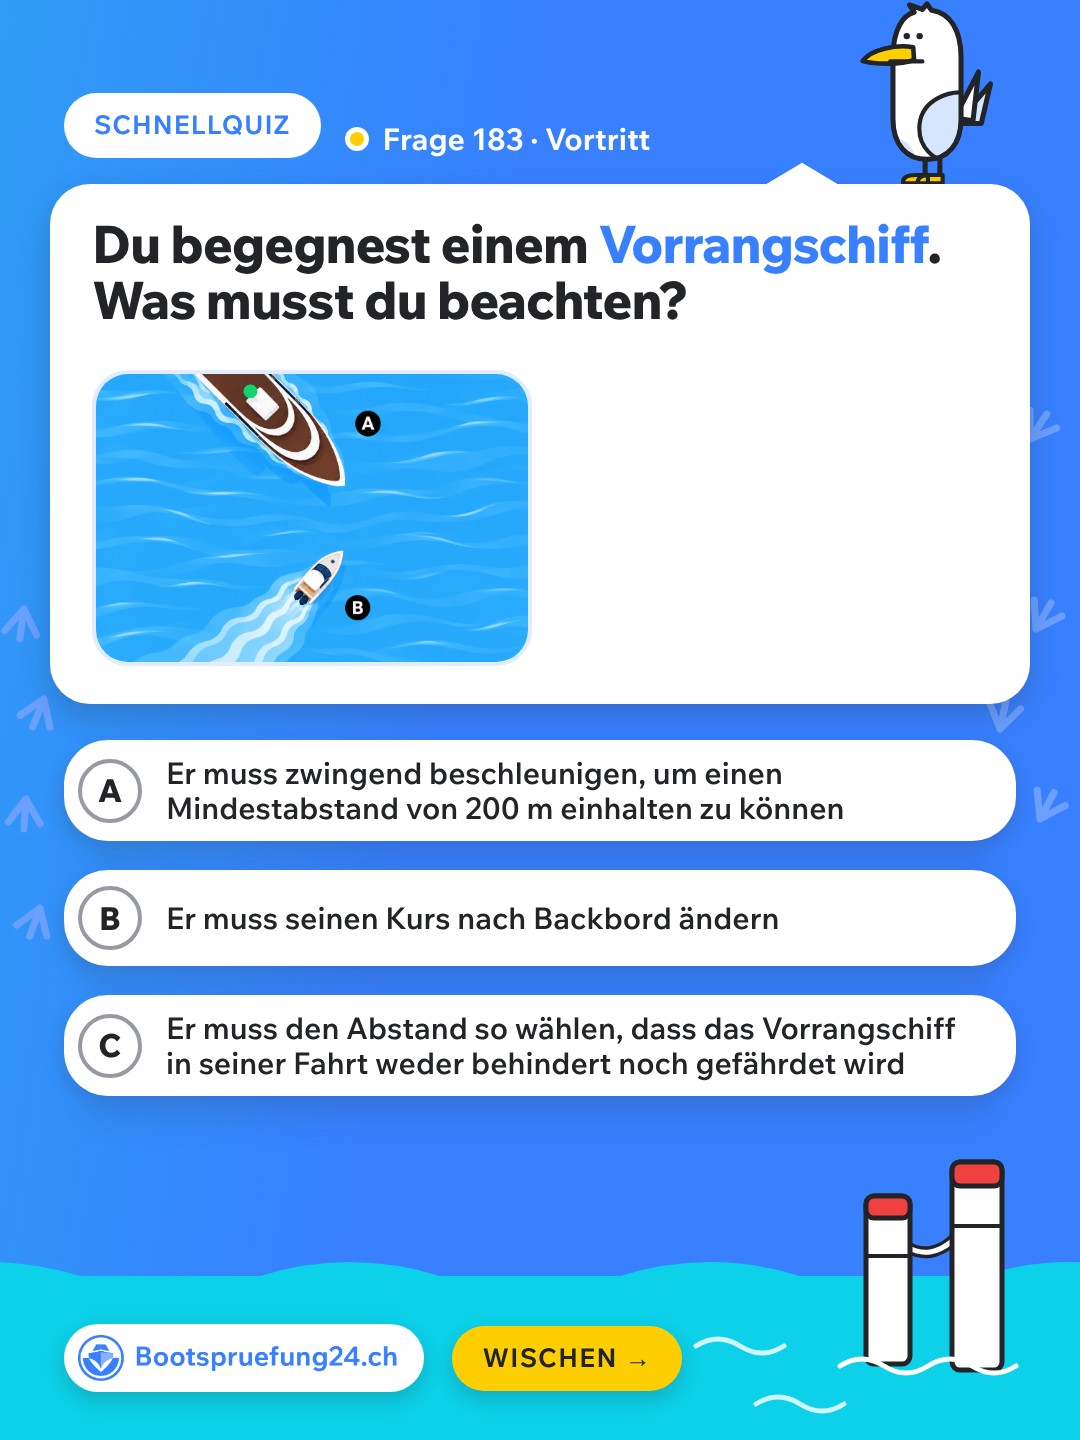 SCHNELLQUIZ
Frage 183 · Vortritt
Du begegnest einem Vorrangschiff.
Was musst du beachten?
A
B
A
Er muss zwingend beschleunigen, um einen
Mindestabstand von 200 m einhalten zu können
B
Er muss seinen Kurs nach Backbord ändern
C
Er muss den Abstand so wählen, dass das Vorrangschiff
in seiner Fahrt weder behindert noch gefährdet wird
Bootspruefung24.ch
WISCHEN →